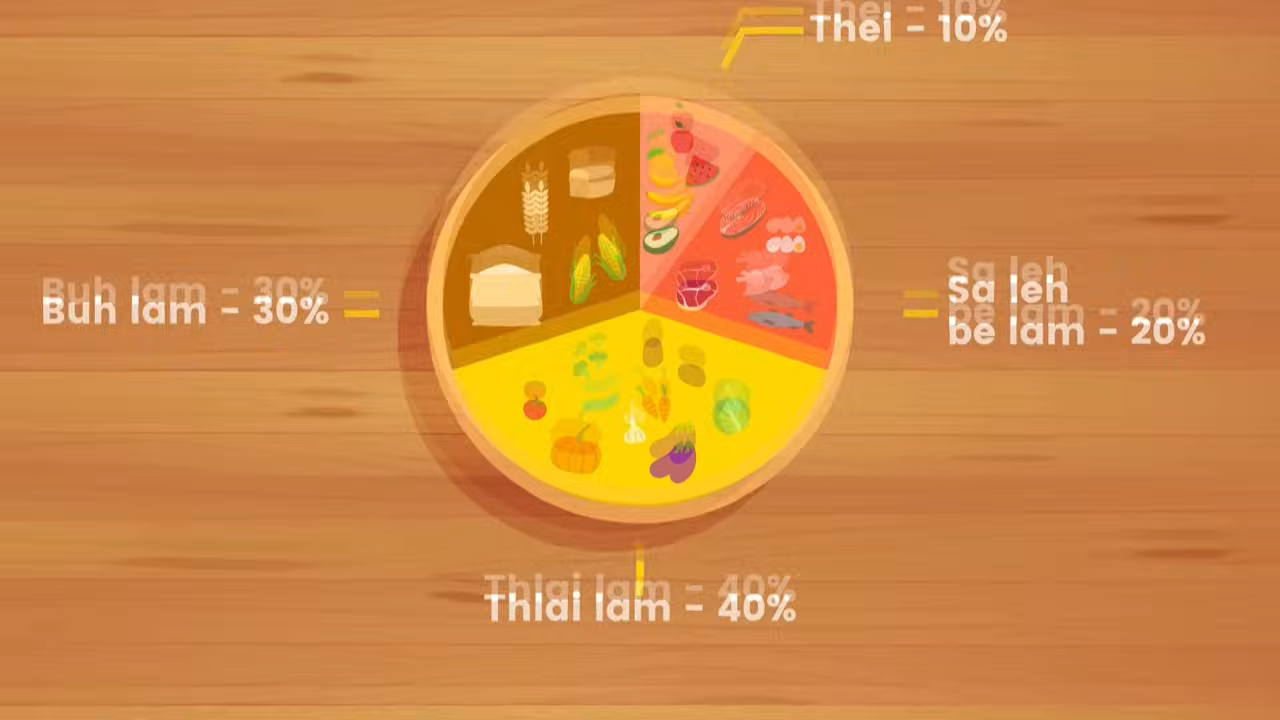 Thei - 10%
Buh lam - 30%
Sa leh
be lam - 20%
Thlai lam - 40%